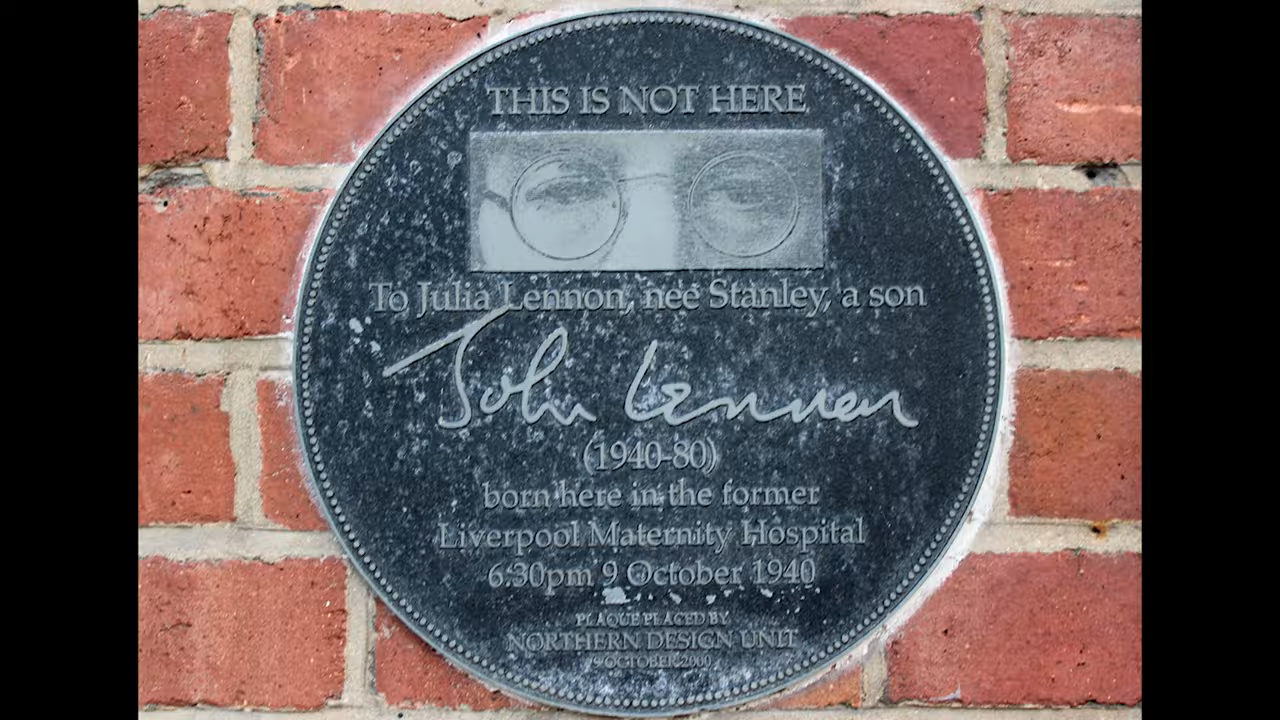 THIS IS NOT HERE
To Julia Lennon, neé Stanley, a son
John Lennon
(1940-80)
born here in the former
Liverpool Maternity Hospital
6:30pm 9 October 1940
PLAQUE PLACED BY
NORTHERN DESIGN UNIT
9 OCTOBER 2000